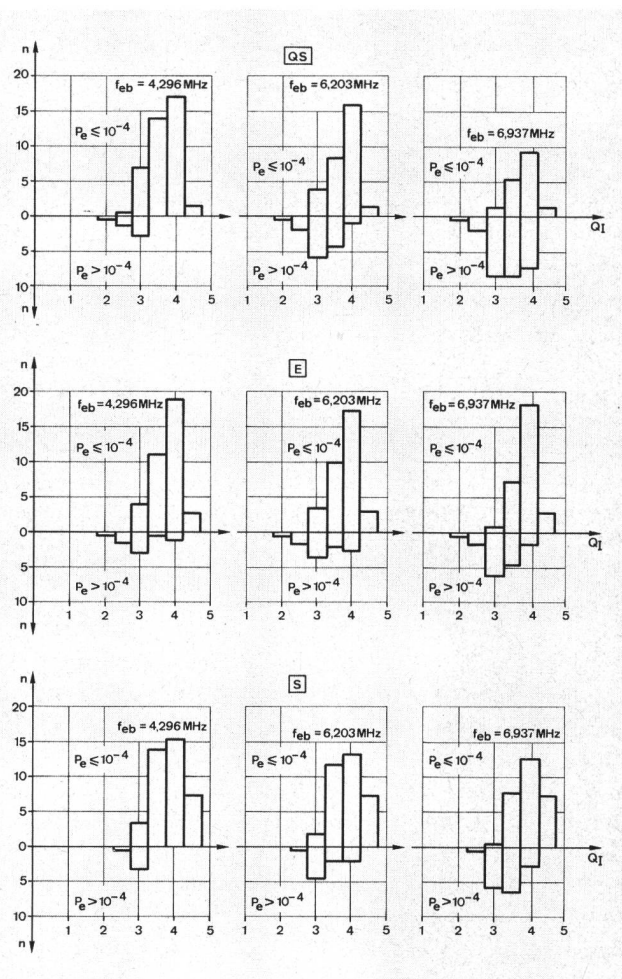 n
QS
20
15
10
5
0
5
10
n
f_eb = 4,296 MHz
P_e ≤ 10⁻⁴
P_e > 10⁻⁴
1 2 3 4 5
f_eb = 6,203 MHz
P_e ≤ 10⁻⁴
P_e > 10⁻⁴
1 2 3 4 5
f_eb = 6,937 MHz
P_e ≤ 10⁻⁴
P_e > 10⁻⁴
Q_I
1 2 3 4 5
n
E
20
15
10
5
0
5
10
n
f_eb = 4,296 MHz
P_e ≤ 10⁻⁴
P_e > 10⁻⁴
1 2 3 4 5
f_eb = 6,203 MHz
P_e ≤ 10⁻⁴
P_e > 10⁻⁴
1 2 3 4 5
f_eb = 6,937 MHz
P_e ≤ 10⁻⁴
P_e > 10⁻⁴
Q_I
1 2 3 4 5
n
S
20
15
10
5
0
5
10
n
f_eb = 4,296 MHz
P_e ≤ 10⁻⁴
P_e > 10⁻⁴
1 2 3 4 5
f_eb = 6,203 MHz
P_e ≤ 10⁻⁴
P_e > 10⁻⁴
1 2 3 4 5
f_eb = 6,937 MHz
P_e ≤ 10⁻⁴
P_e > 10⁻⁴
Q_I
1 2 3 4 5